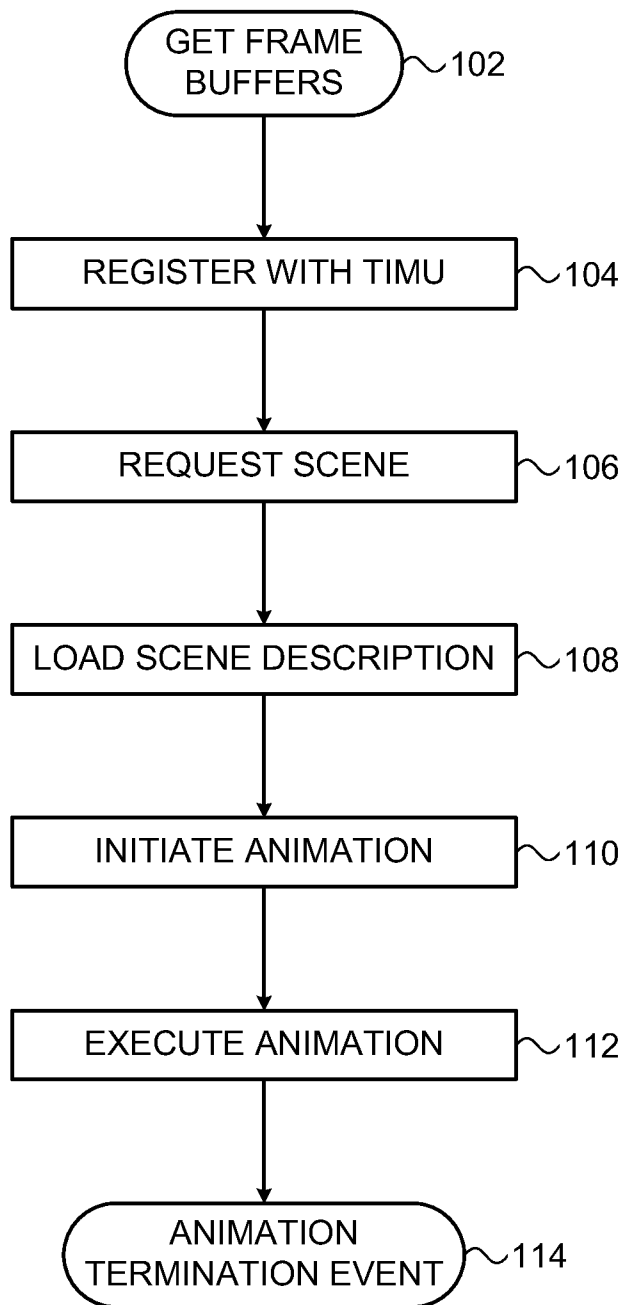 GET FRAME
BUFFERS
102
REGISTER WITH TIMU
104
REQUEST SCENE
106
LOAD SCENE DESCRIPTION
108
INITIATE ANIMATION
110
EXECUTE ANIMATION
112
ANIMATION
TERMINATION EVENT
114